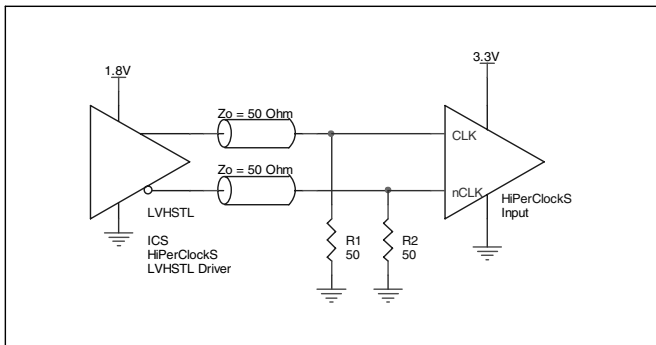 1.8V
3.3V
Zo = 50 Ohm
CLK
Zo = 50 Ohm
nCLK
LVHSTL
HiPerClockS
Input
ICS
HiPerClockS
LVHSTL Driver
R1
50
R2
50